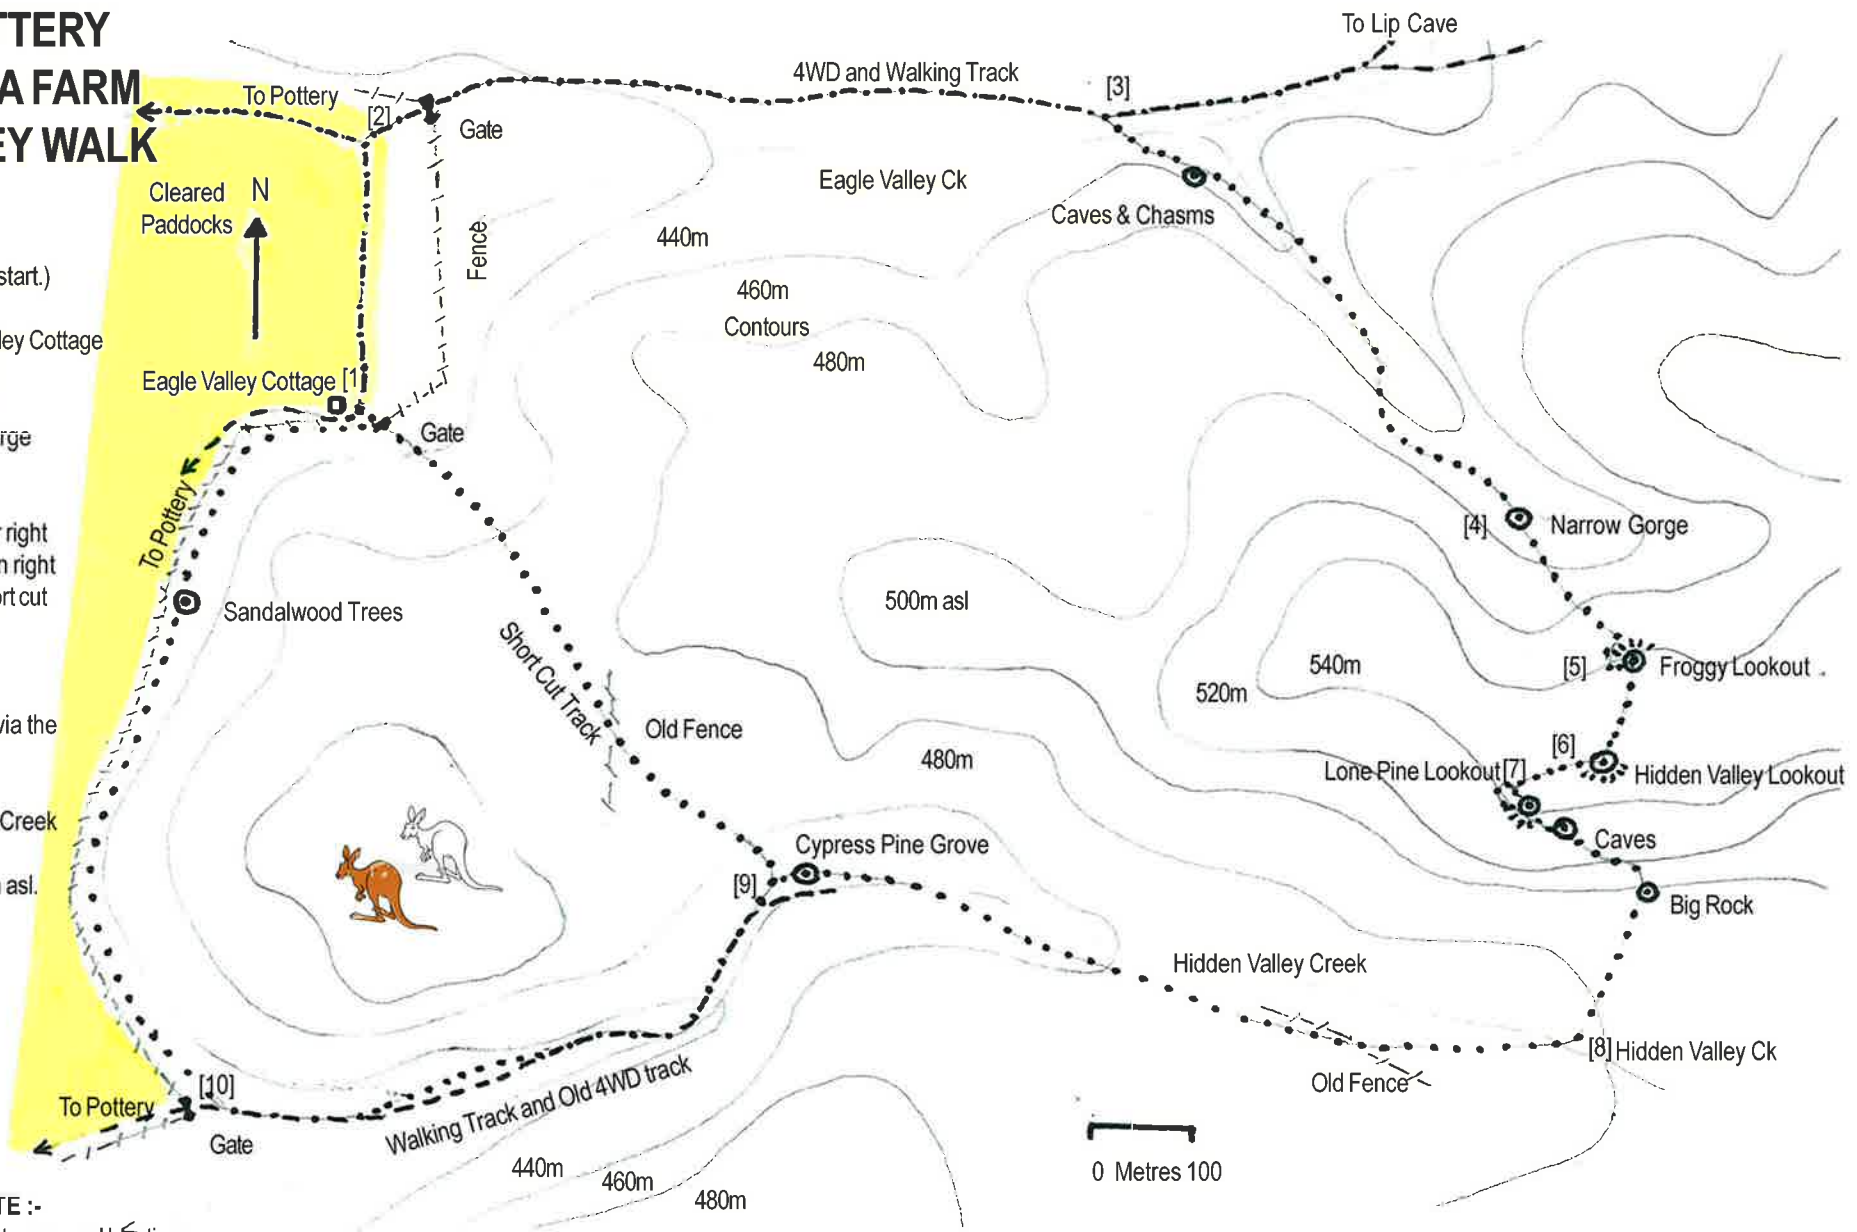 TTERY
A FARM
EY WALK
start.)
ley Cottage
rge
r right
n right
ort cut
via the
Creek
asl.
TE :-
To Pottery
[2]
Gate
4WD and Walking Track
[3]
To Lip Cave
Cleared
Paddocks
N
Fence
Eagle Valley Ck
Caves & Chasms
440m
460m
Contours
480m
Eagle Valley Cottage [1
Gate
To Pottery
Sandalwood Trees
Short Cut Track
Old Fence
500m asl
[4]
Narrow Gorge
[5]
Froggy Lookout
540m
520m
480m
[6]
Hidden Valley Lookout
Lone Pine Lookout [7]
Caves
Big Rock
Cypress Pine Grove
[9]
Hidden Valley Creek
[8] Hidden Valley Ck
Old Fence
[10]
To Pottery
Gate
Walking Track and Old 4WD track
440m
460m
480m
0 Metres 100